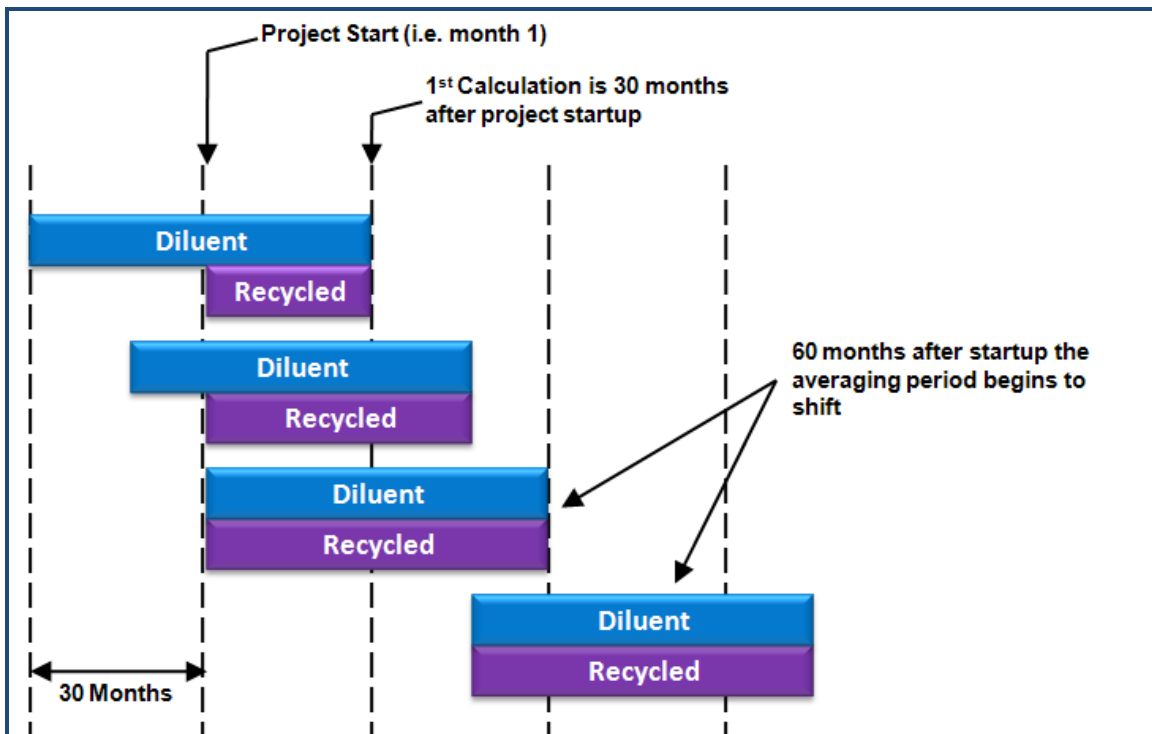 Project Start (i.e. month 1)
1st Calculation is 30 months
after project startup
Diluent
Recycled
Diluent
Recycled
60 months after startup the
averaging period begins to
shift
Diluent
Recycled
Diluent
Recycled
30 Months